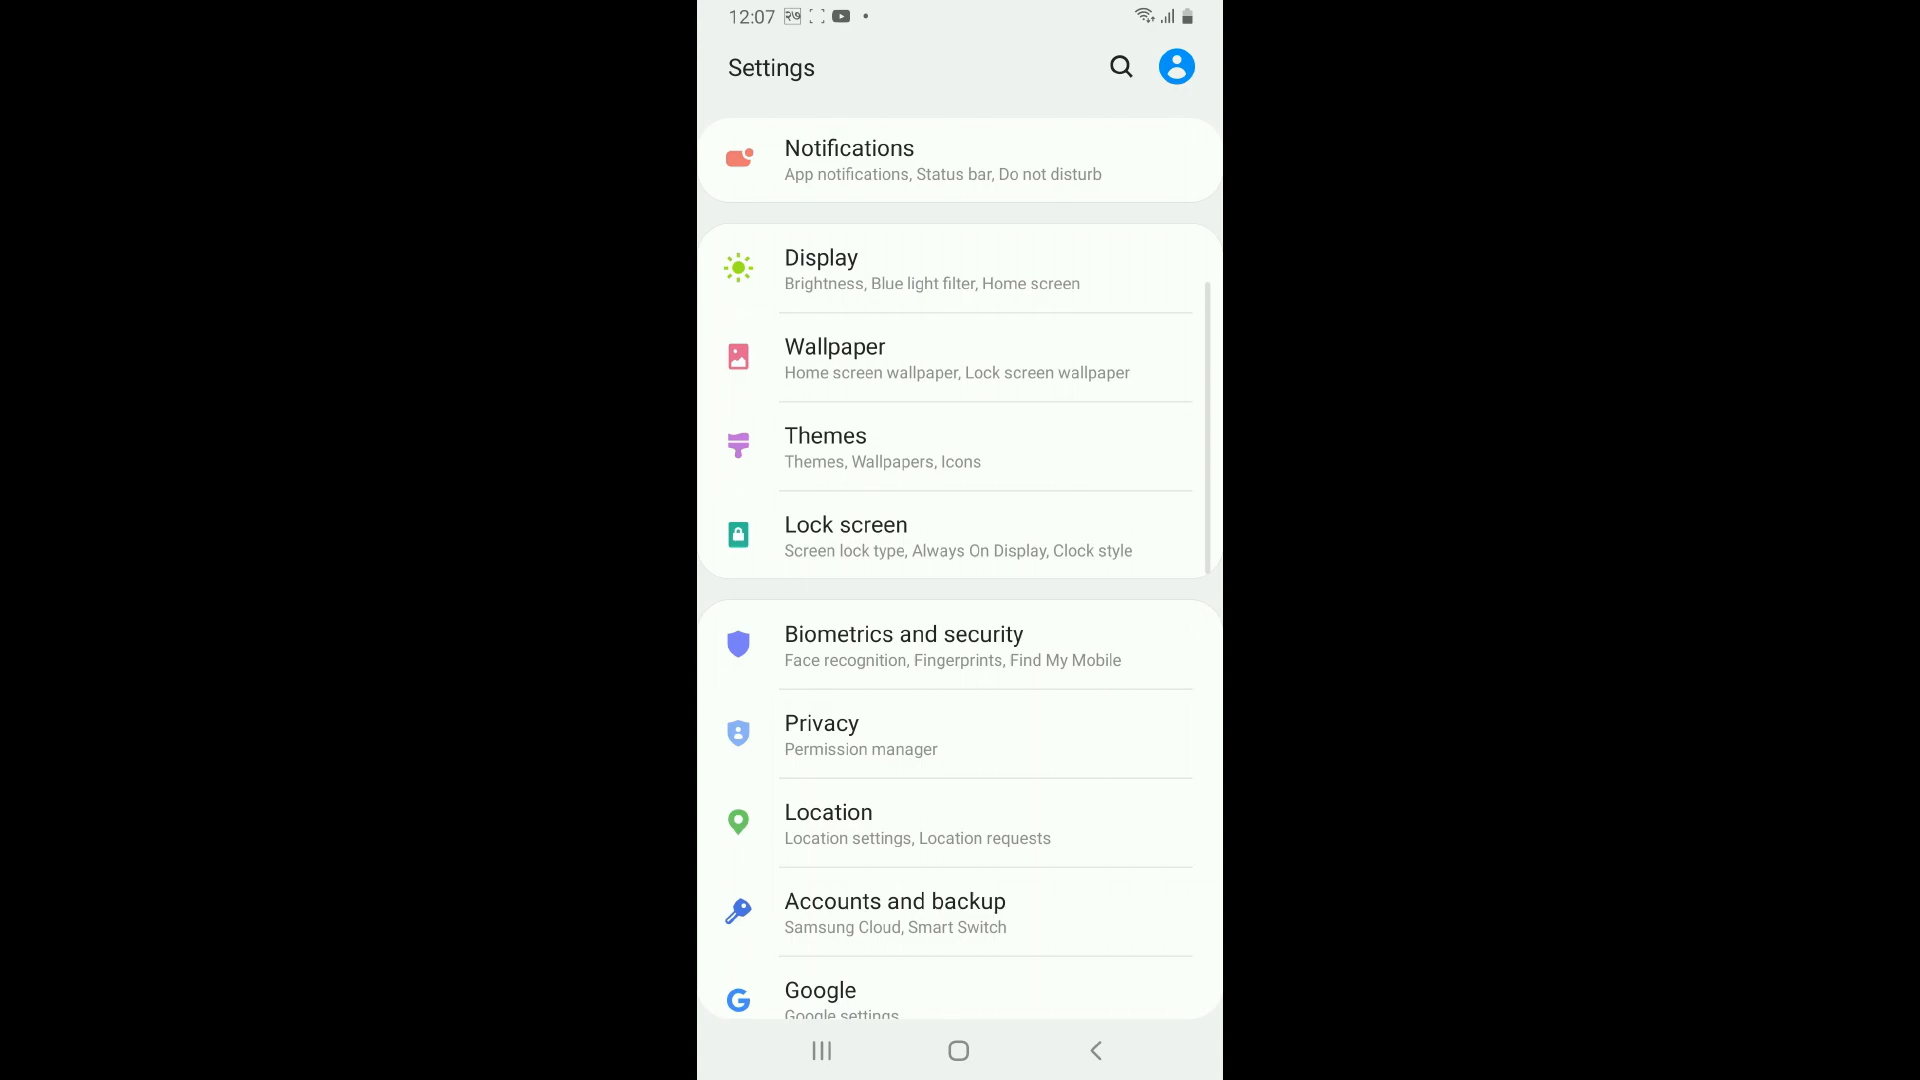 12:07 २७
Settings
Notifications
App notifications, Status bar, Do not disturb
Display
Brightness, Blue light filter, Home screen
Wallpaper
Home screen wallpaper, Lock screen wallpaper
Themes
Themes, Wallpapers, Icons
Lock screen
Screen lock type, Always On Display, Clock style
Biometrics and security
Face recognition, Fingerprints, Find My Mobile
Privacy
Permission manager
Location
Location settings, Location requests
Accounts and backup
Samsung Cloud, Smart Switch
Google
Google settings